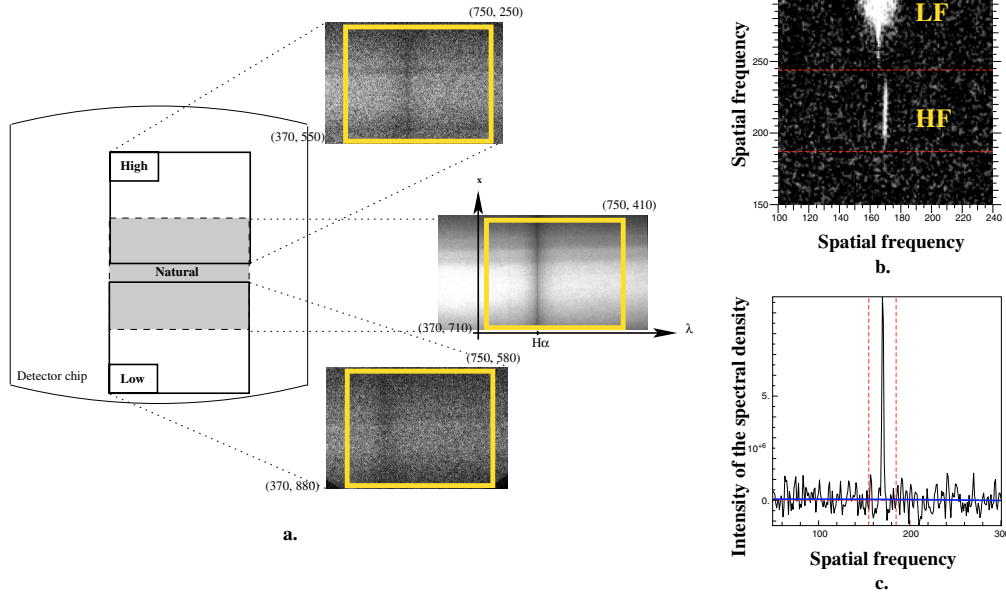 (750, 250)
(370, 550)
High
Natural
Low
Detector chip
x
(750, 410)
(370, 710)
λ
Hα
(750, 580)
(370, 880)
a.
LF
HF
Spatial frequency
250
200
150
100 120 140 160 180 200 220 240
Spatial frequency
b.
Intensity of the spectral density
5.
10+6
0.
100 200 300
Spatial frequency
c.